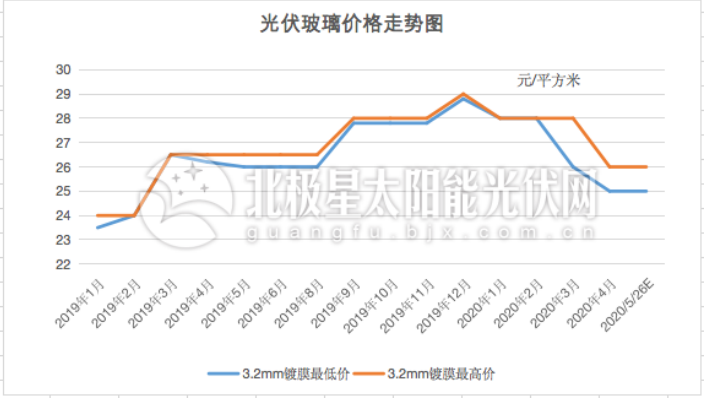 光伏玻璃价格走势图
元/平方米
30
29
28
27
26
25
24
23
22
北极星太阳能光伏网
guangfu.bjx.com.cn
2019年1月
2019年2月
2019年3月
2019年4月
2019年5月
2019年6月
2019年8月
2019年9月
2019年10月
2019年11月
2019年12月
2020年1月
2020年2月
2020年3月
2020年4月
2020/5/26E
3.2mm镀膜最低价 3.2mm镀膜最高价